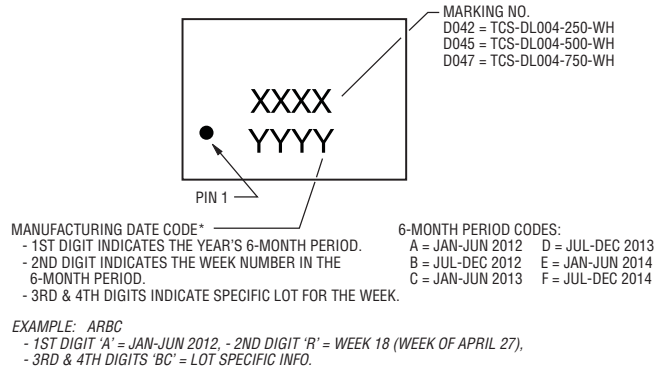 MARKING NO.
D042 = TCS-DL004-250-WH
D045 = TCS-DL004-500-WH
D047 = TCS-DL004-750-WH
XXXX
YYYY
PIN 1
MANUFACTURING DATE CODE*
- 1ST DIGIT INDICATES THE YEAR'S 6-MONTH PERIOD.
- 2ND DIGIT INDICATES THE WEEK NUMBER IN THE
6-MONTH PERIOD.
- 3RD & 4TH DIGITS INDICATE SPECIFIC LOT FOR THE WEEK.
6-MONTH PERIOD CODES:
A = JAN-JUN 2012 D = JUL-DEC 2013
B = JUL-DEC 2012 E = JAN-JUN 2014
C = JAN-JUN 2013 F = JUL-DEC 2014
EXAMPLE: ARBC
- 1ST DIGIT 'A' = JAN-JUN 2012, - 2ND DIGIT 'R' = WEEK 18 (WEEK OF APRIL 27),
- 3RD & 4TH DIGITS 'BC' = LOT SPECIFIC INFO.